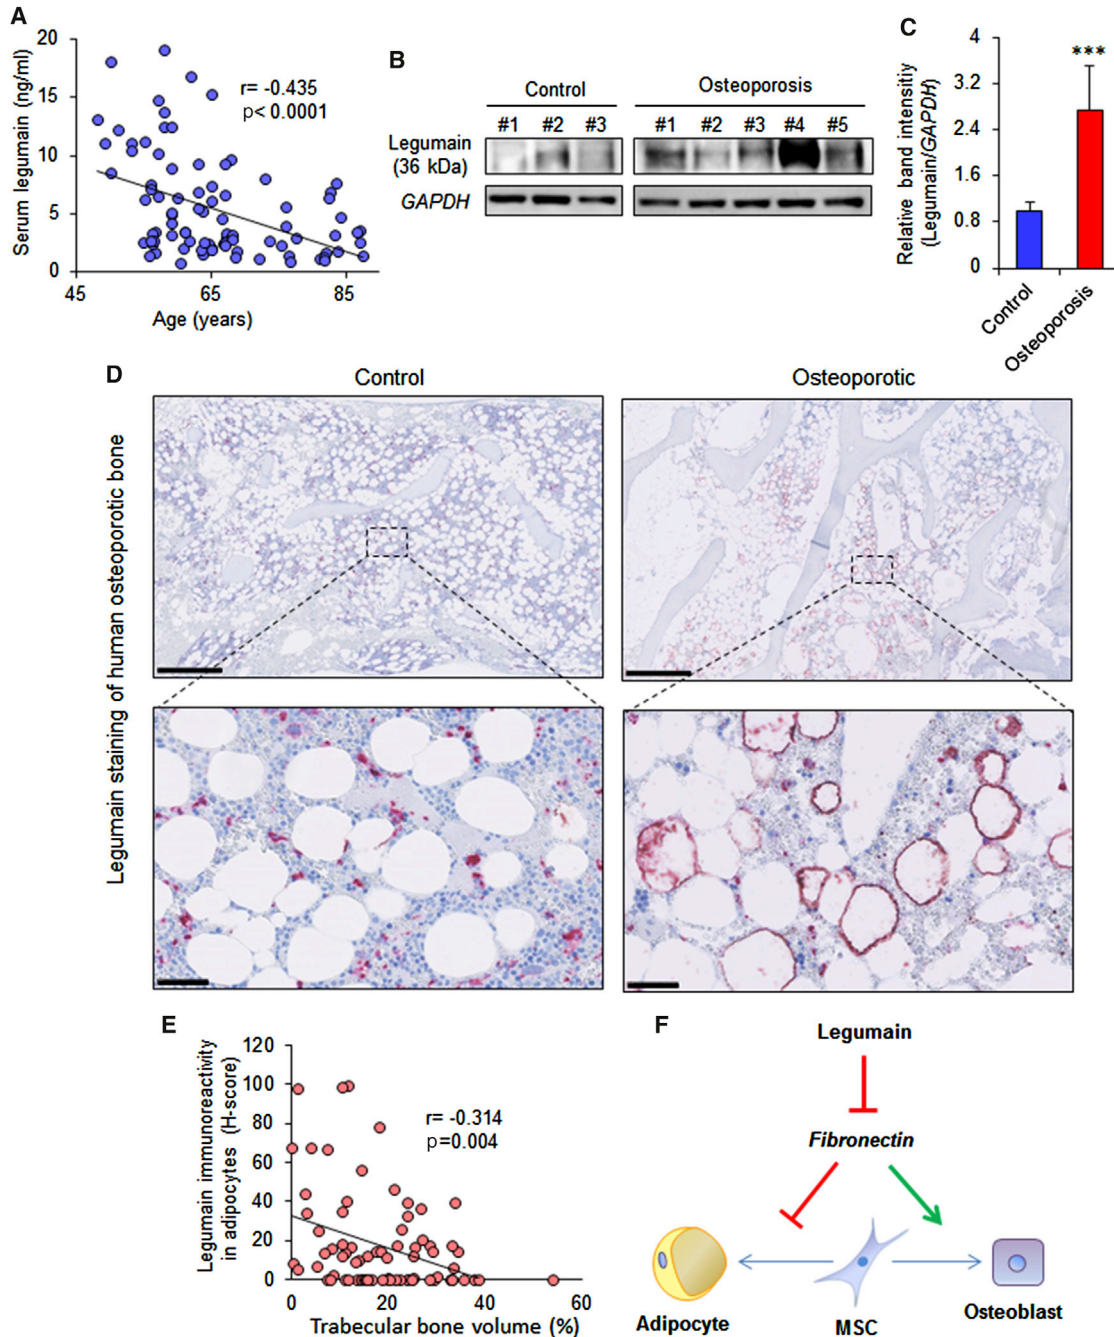 A
Serum legumain (ng/ml)
20
15
10
5
0
45
65
85
Age (years)
r= -0.435
p< 0.0001
B
Control
Osteoporosis
#1 #2 #3
#1 #2 #3 #4 #5
Legumain
(36 kDa)
GAPDH
C
Relative band intensitiy
(Legumain/GAPDH)
4
3.2
2.4
1.6
0.8
0
***
Control
Osteoporosis
D
Control
Osteoporotic
Legumain staining of human osteoporotic bone
E
Legumain immunoreactivity
in adipocytes (H-score)
120
100
80
60
40
20
0
0
20
40
60
Trabecular bone volume (%)
r= -0.314
p=0.004
F
Legumain
Fibronectin
Adipocyte
MSC
Osteoblast